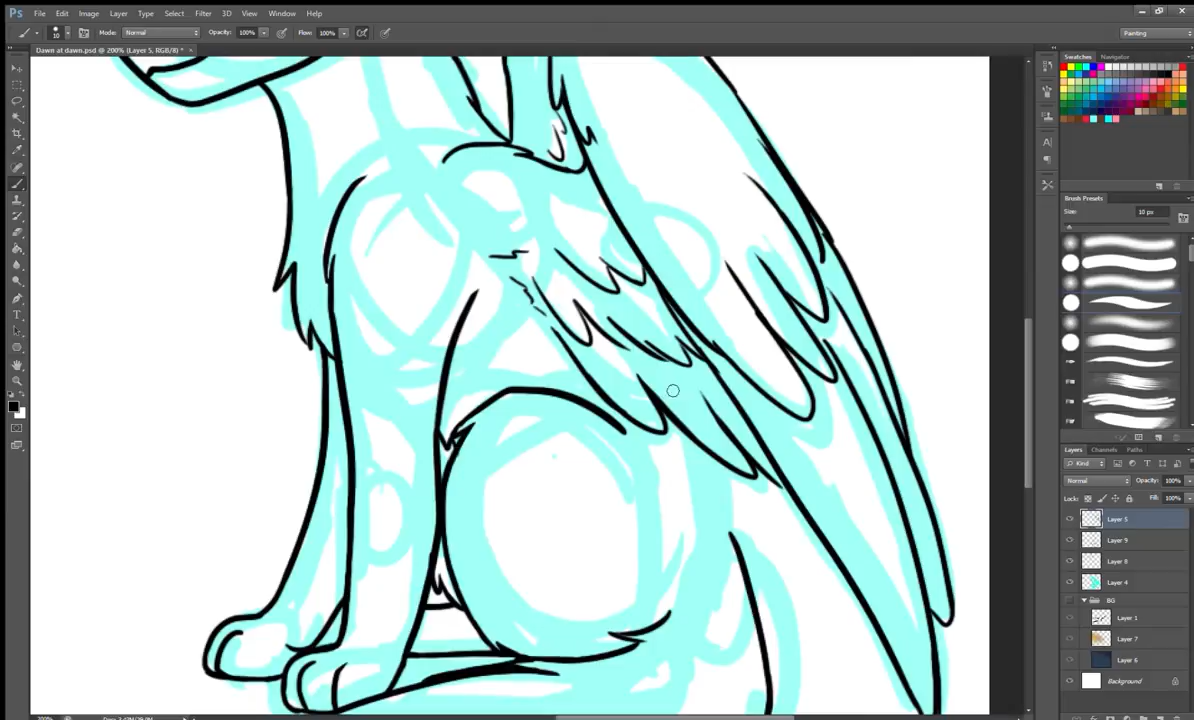 Ps File Edit Image Layer Type Select Filter 3D View Window Help
10 Mode: Normal Opacity: 100% Flow: 100% Painting
Dawn at dawn.psd @ 200% (Layer 5, RGB/8) * ×
Swatches Navigator
Brush Presets
Size: 10 px
Layers Channels Paths
Kind
Normal Opacity: 100%
Lock: Fill: 100%
Layer 5
Layer 9
Layer 8
Layer 4
BG
Layer 1
Layer 7
Layer 6
Background
200%